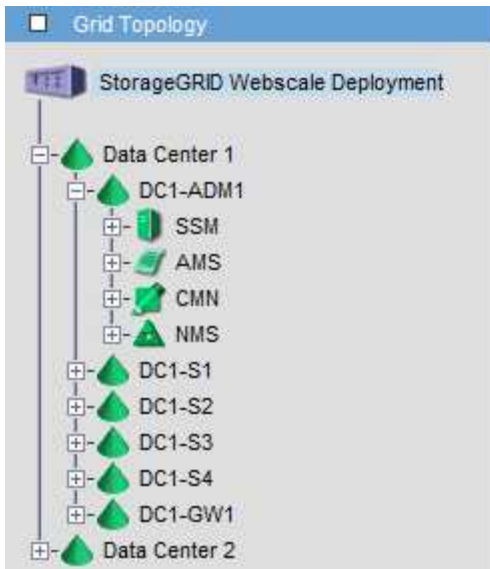 Grid Topology
StorageGRID Webscale Deployment
Data Center 1
DC1-ADM1
SSM
AMS
CMN
NMS
DC1-S1
DC1-S2
DC1-S3
DC1-S4
DC1-GW1
Data Center 2